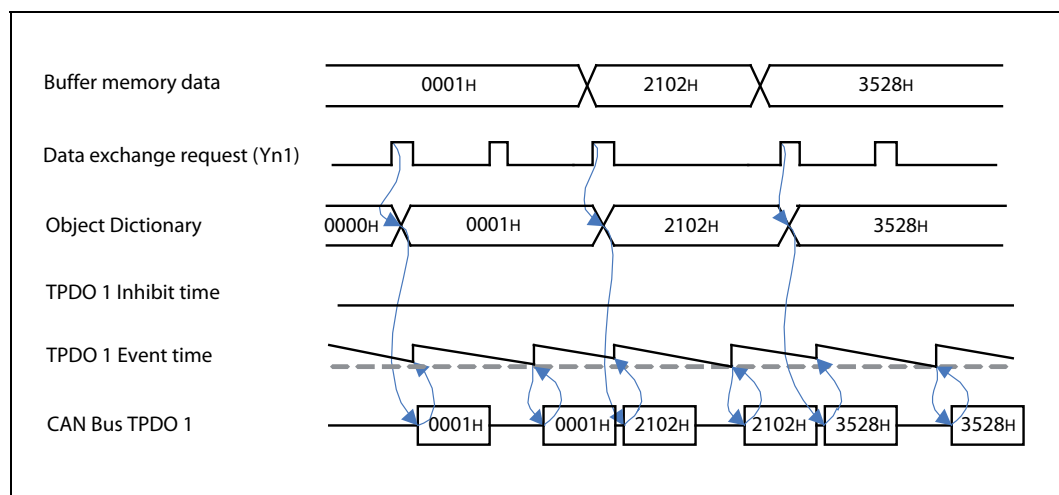 Buffer memory data 0001H 2102H 3528H
Data exchange request (Yn1)
Object Dictionary 0000H 0001H 2102H 3528H
TPDO 1 Inhibit time
TPDO 1 Event time
CAN Bus TPDO 1 0001H 0001H 2102H 2102H 3528H 3528H